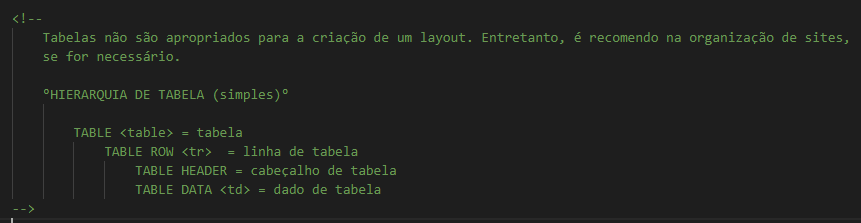 <!--
Tabelas não são apropriados para a criação de um layout. Entretanto, é recomendo na organização de sites,
se for necessário.
°HIERARQUIA DE TABELA (simples)°
TABLE <table> = tabela
TABLE ROW <tr>  = linha de tabela
TABLE HEADER = cabeçalho de tabela
TABLE DATA <td> = dado de tabela
-->